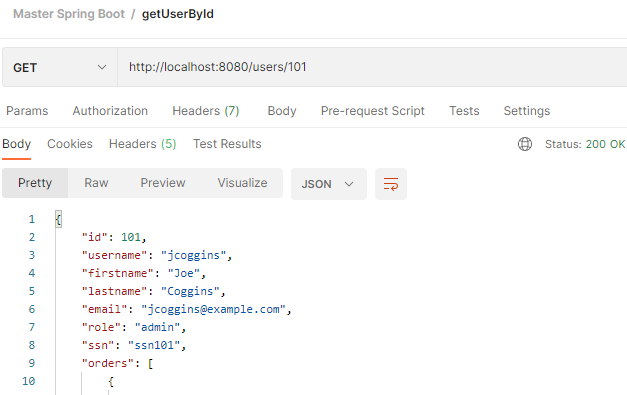 Master Spring Boot / getUserById
GET http://localhost:8080/users/101
Params Authorization Headers (7) Body Pre-request Script Tests Settings
Body Cookies Headers (5) Test Results Status: 200 OK
Pretty Raw Preview Visualize JSON
1 {
2 "id": 101,
3 "username": "jcoggins",
4 "firstname": "Joe",
5 "lastname": "Coggins",
6 "email": "jcoggins@example.com",
7 "role": "admin",
8 "ssn": "ssn101",
9 "orders": [
10 {